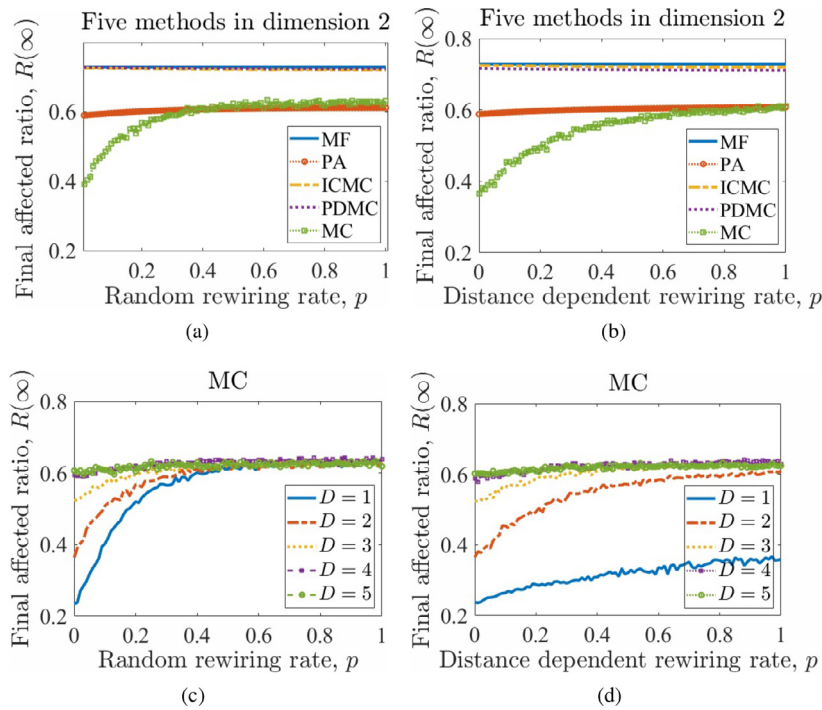 Five methods in dimension 2
Final affected ratio, R(∞)
0.6
0.4
0.2
MF
PA
ICMC
PDMC
MC
0.2 0.4 0.6 0.8 1
Random rewiring rate, p
(a)
Five methods in dimension 2
Final affected ratio, R(∞)
0.8
0.6
0.4
0.2
MF
PA
ICMC
PDMC
MC
0 0.2 0.4 0.6 0.8 1
Distance dependent rewiring rate, p
(b)
MC
Final affected ratio, R(∞)
0.8
0.6
0.4
0.2
D = 1
D = 2
D = 3
D = 4
D = 5
0 0.2 0.4 0.6 0.8 1
Random rewiring rate, p
(c)
MC
Final affected ratio, R(∞)
0.8
0.6
0.4
0.2
D = 1
D = 2
D = 3
D = 4
D = 5
0 0.2 0.4 0.6 0.8 1
Distance dependent rewiring rate, p
(d)